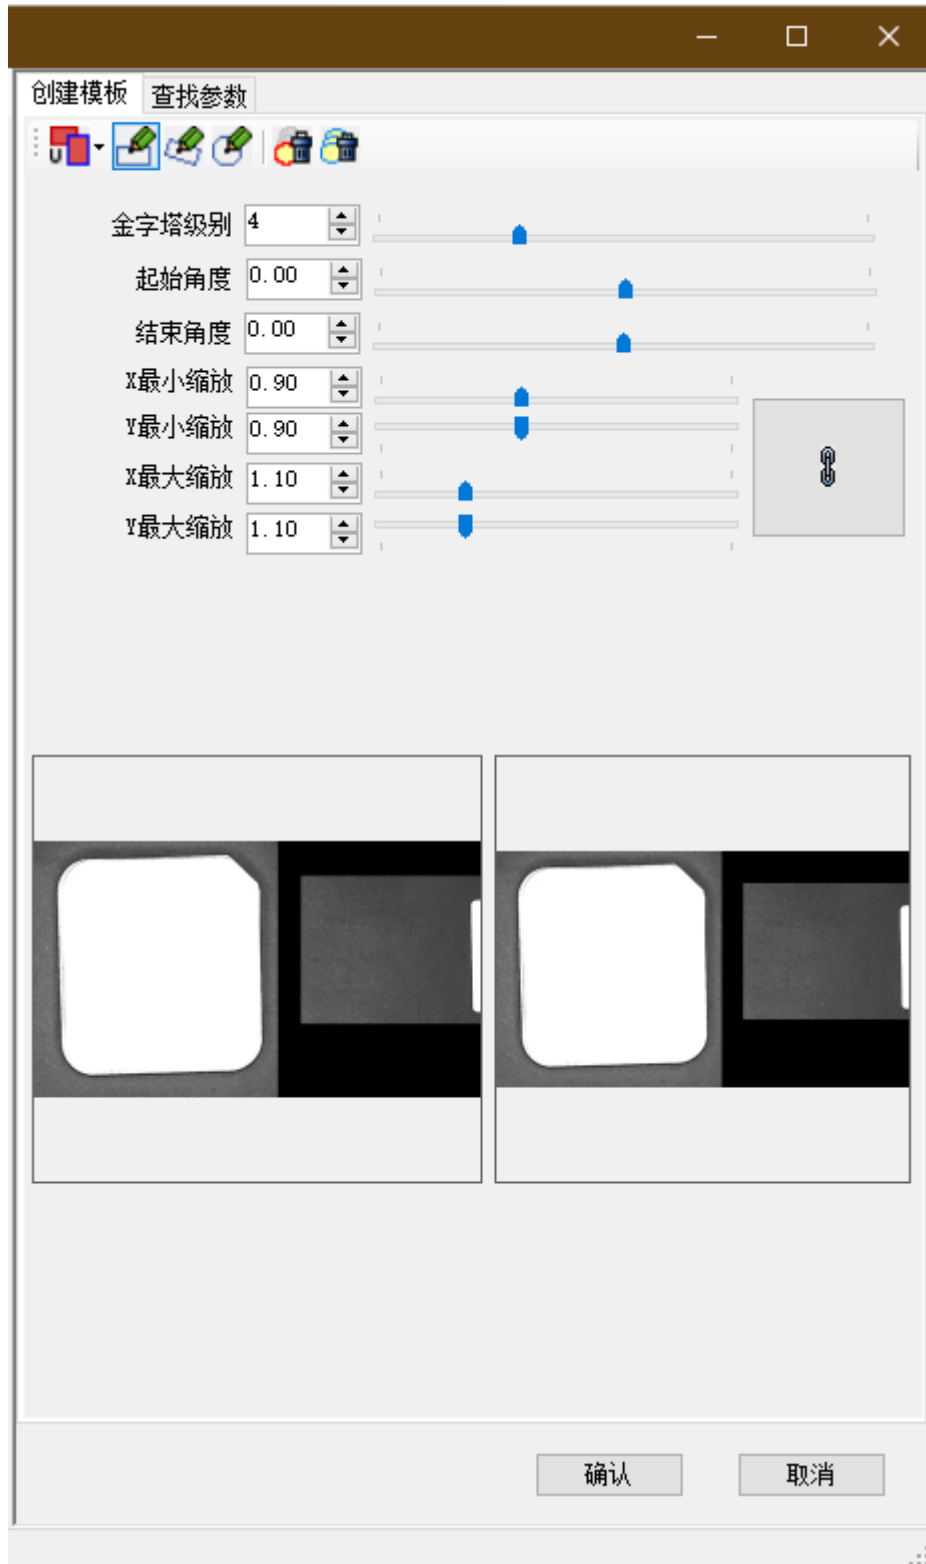 创建模板 查找参数
金字塔级别 4
起始角度 0.00
结束角度 0.00
X最小缩放 0.90
Y最小缩放 0.90
X最大缩放 1.10
Y最大缩放 1.10
确认 取消